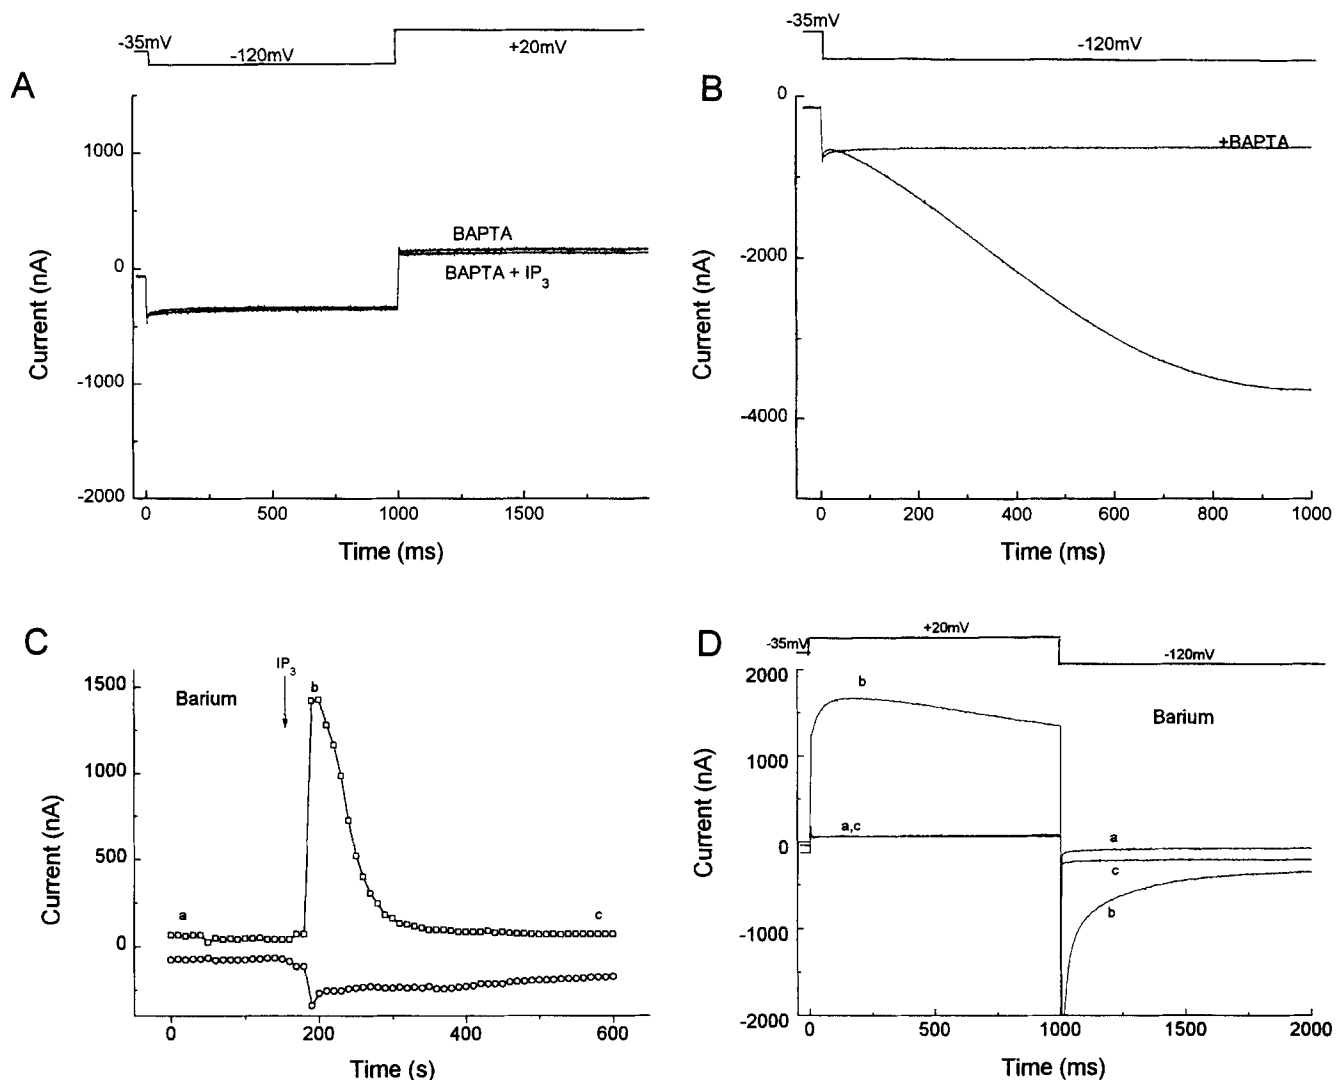 A
-35mV
-120mV
+20mV
1000
0
-1000
-2000
Current (nA)
BAPTA
BAPTA + IP3
0
500
1000
1500
Time (ms)
B
-35mV
-120mV
0
-2000
-4000
Current (nA)
+BAPTA
0
200
400
600
800
1000
Time (ms)
C
IP3
Barium
1500
1000
500
0
Current (nA)
a
b
c
0
200
400
600
Time (s)
D
-35mV
+20mV
-120mV
2000
1000
0
-1000
-2000
Current (nA)
b
Barium
a,c
a
c
b
0
500
1000
1500
2000
Time (ms)